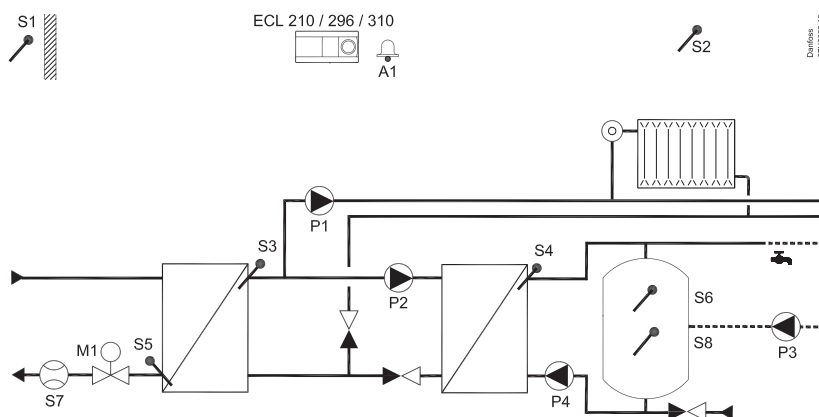 S1
ECL 210 / 296 / 310
A1
S2
Danfoss
P1
S3
S4
P2
S6
S8
P3
M1
S5
S7
P4